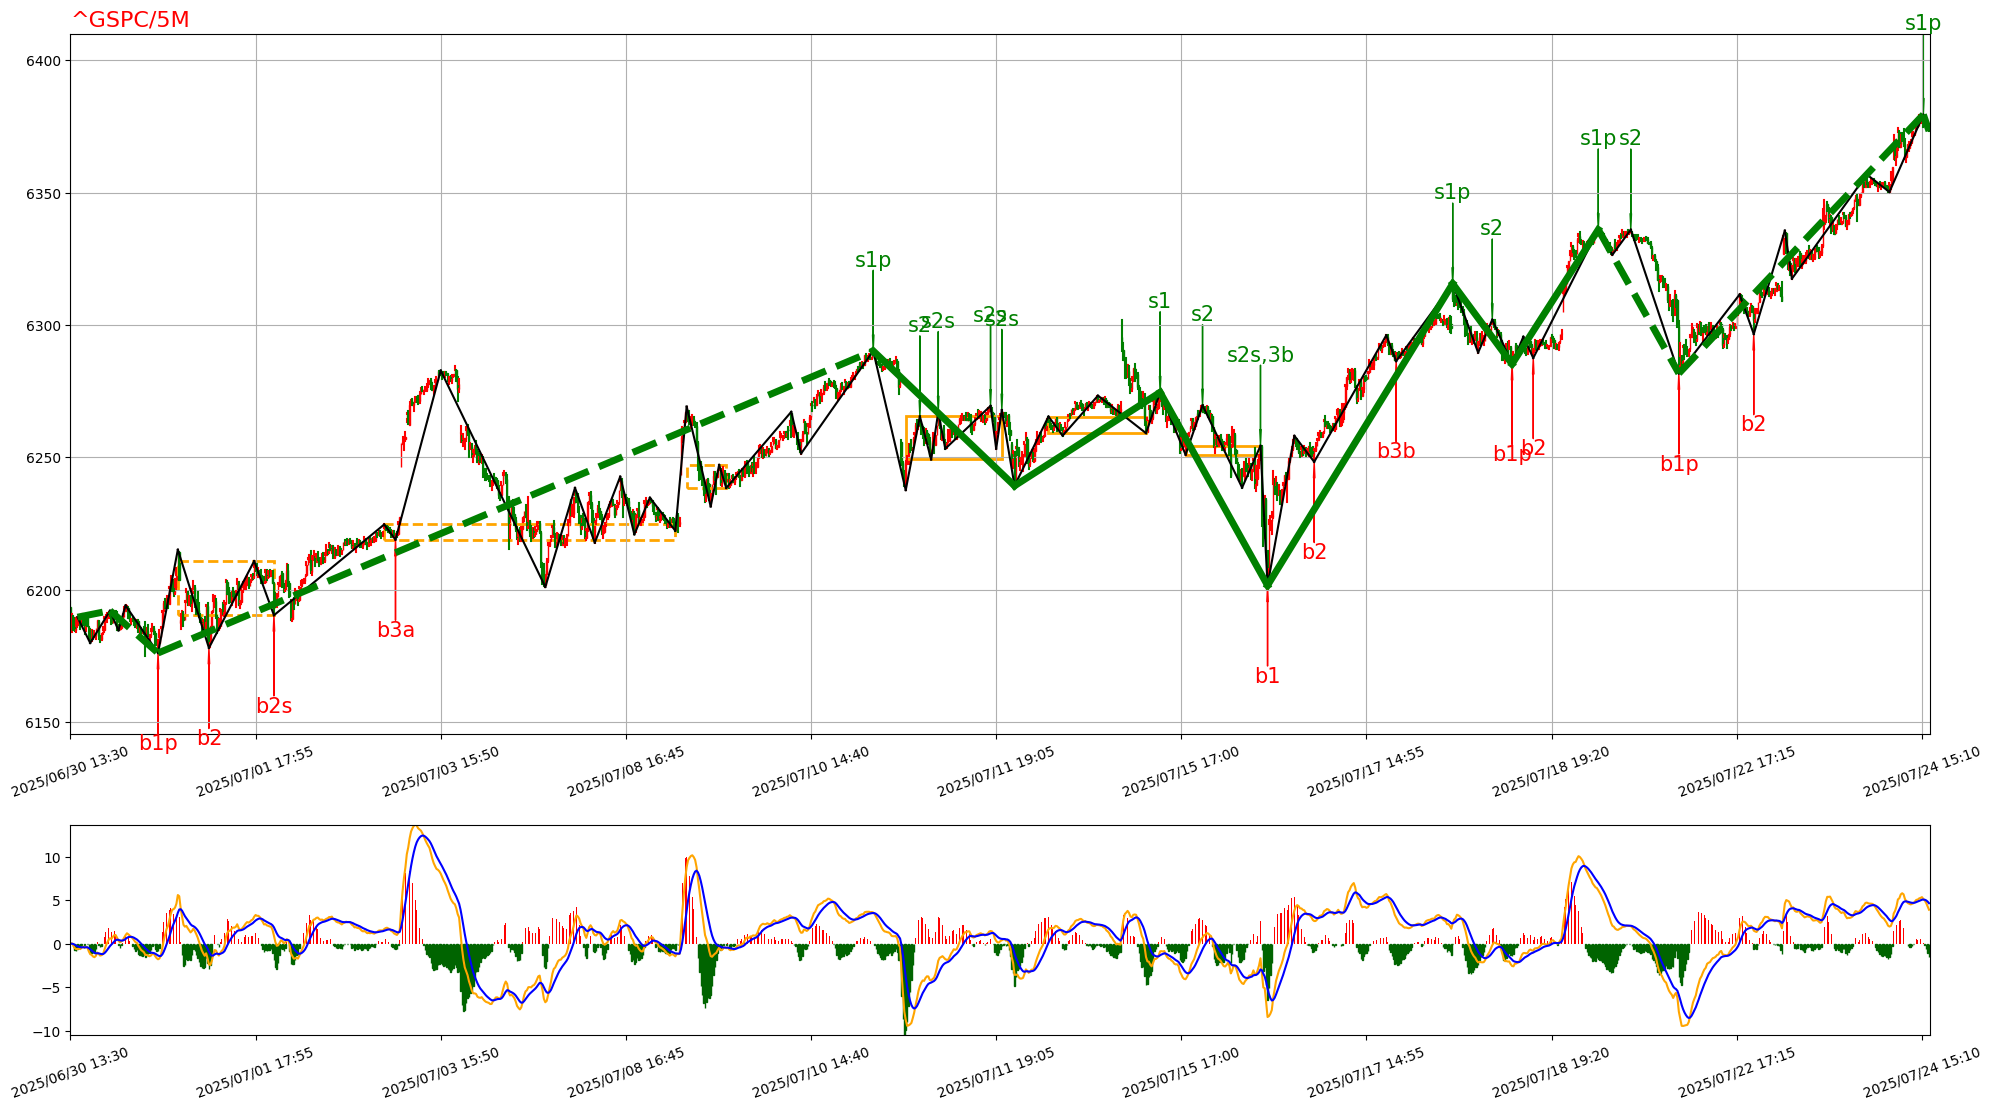 ^GSPC/5M
s1p
6400
s1p
s2
6350
s1p
s2
s1p
s2
s2s
s2s
s2s
s1
s2
6300
s2s,3b
6250
b3b
b1p
b2
b1p
b2
b2
6200
b3a
b1
b2s
6150
b1p
b2
2025/06/30 13:30
2025/07/01 17:55
2025/07/03 15:50
2025/07/08 16:45
2025/07/10 14:40
2025/07/11 19:05
2025/07/15 17:00
2025/07/17 14:55
2025/07/18 19:20
2025/07/22 17:15
2025/07/24 15:10
10
5
0
−5
−10
2025/06/30 13:30
2025/07/01 17:55
2025/07/03 15:50
2025/07/08 16:45
2025/07/10 14:40
2025/07/11 19:05
2025/07/15 17:00
2025/07/17 14:55
2025/07/18 19:20
2025/07/22 17:15
2025/07/24 15:10